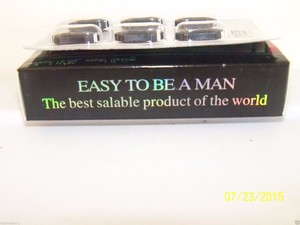 EASY TO BE A MAN
The best salable product of the world
07/23/2015